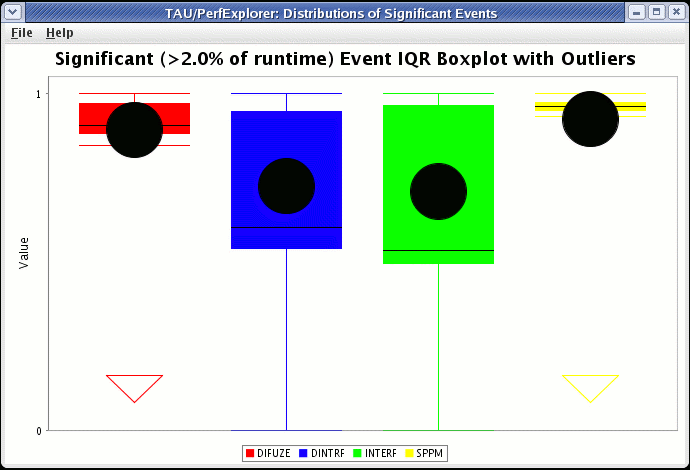 TAU/PerfExplorer: Distributions of Significant Events
File Help
Significant (>2.0% of runtime) Event IQR Boxplot with Outliers
1
Value
0
DIFUZE DINTRF INTERF SPPM